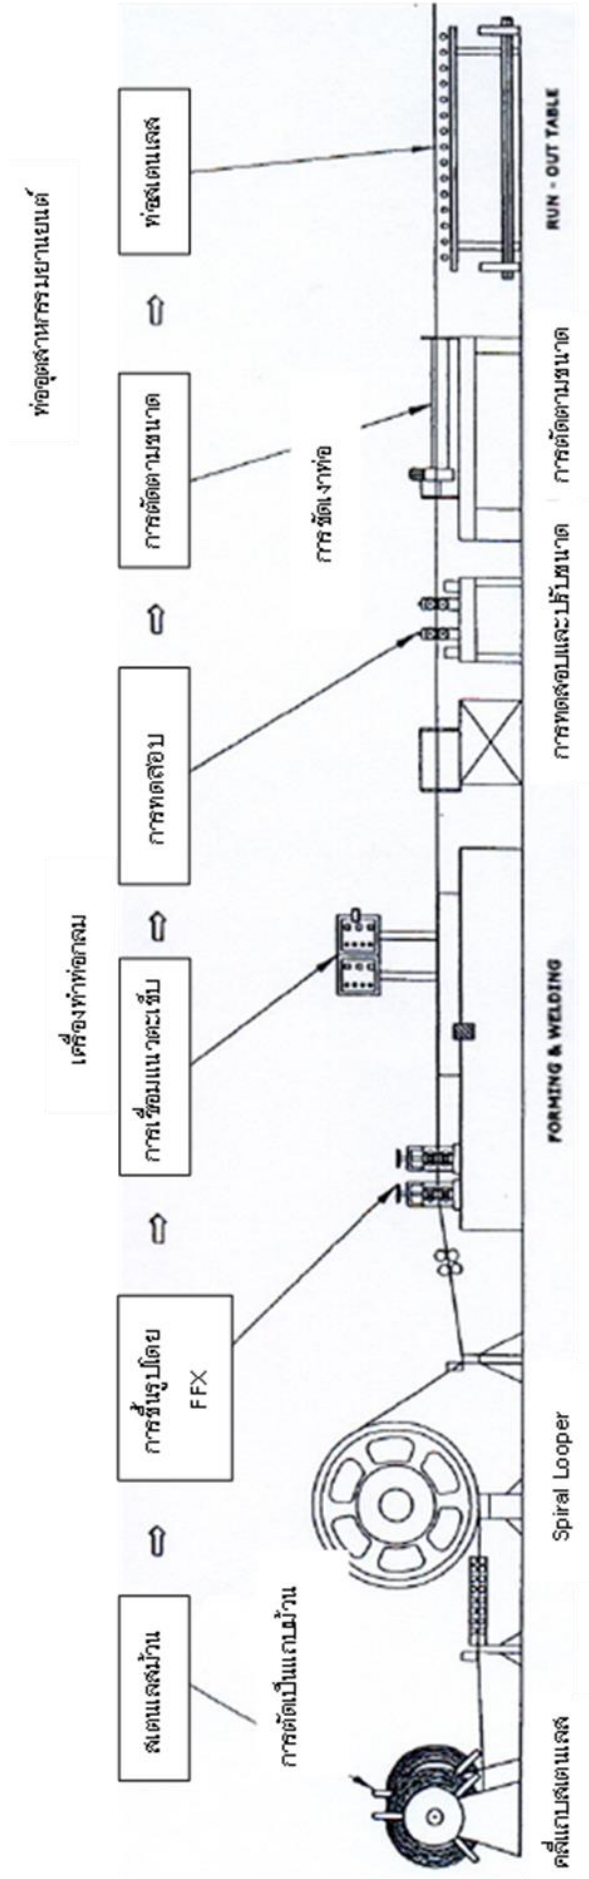 ท่ออุตสาหกรรมยานยนต์
เครื่องทำท่อกลม
สเตนเลสม้วน
การขึ้นรูปโดย
FFX
การเชื่อมแนวตะเข็บ
การทดสอบ
การตัดตามขนาด
ท่อสเตนเลส
การตัดเป็นแถบม้วน
การขัดเงาท่อ
คลี่แถบสเตนเลส
Spiral Looper
FORMING & WELDING
การทดสอบและปรับขนาด
การตัดตามขนาด
RUN - OUT TABLE